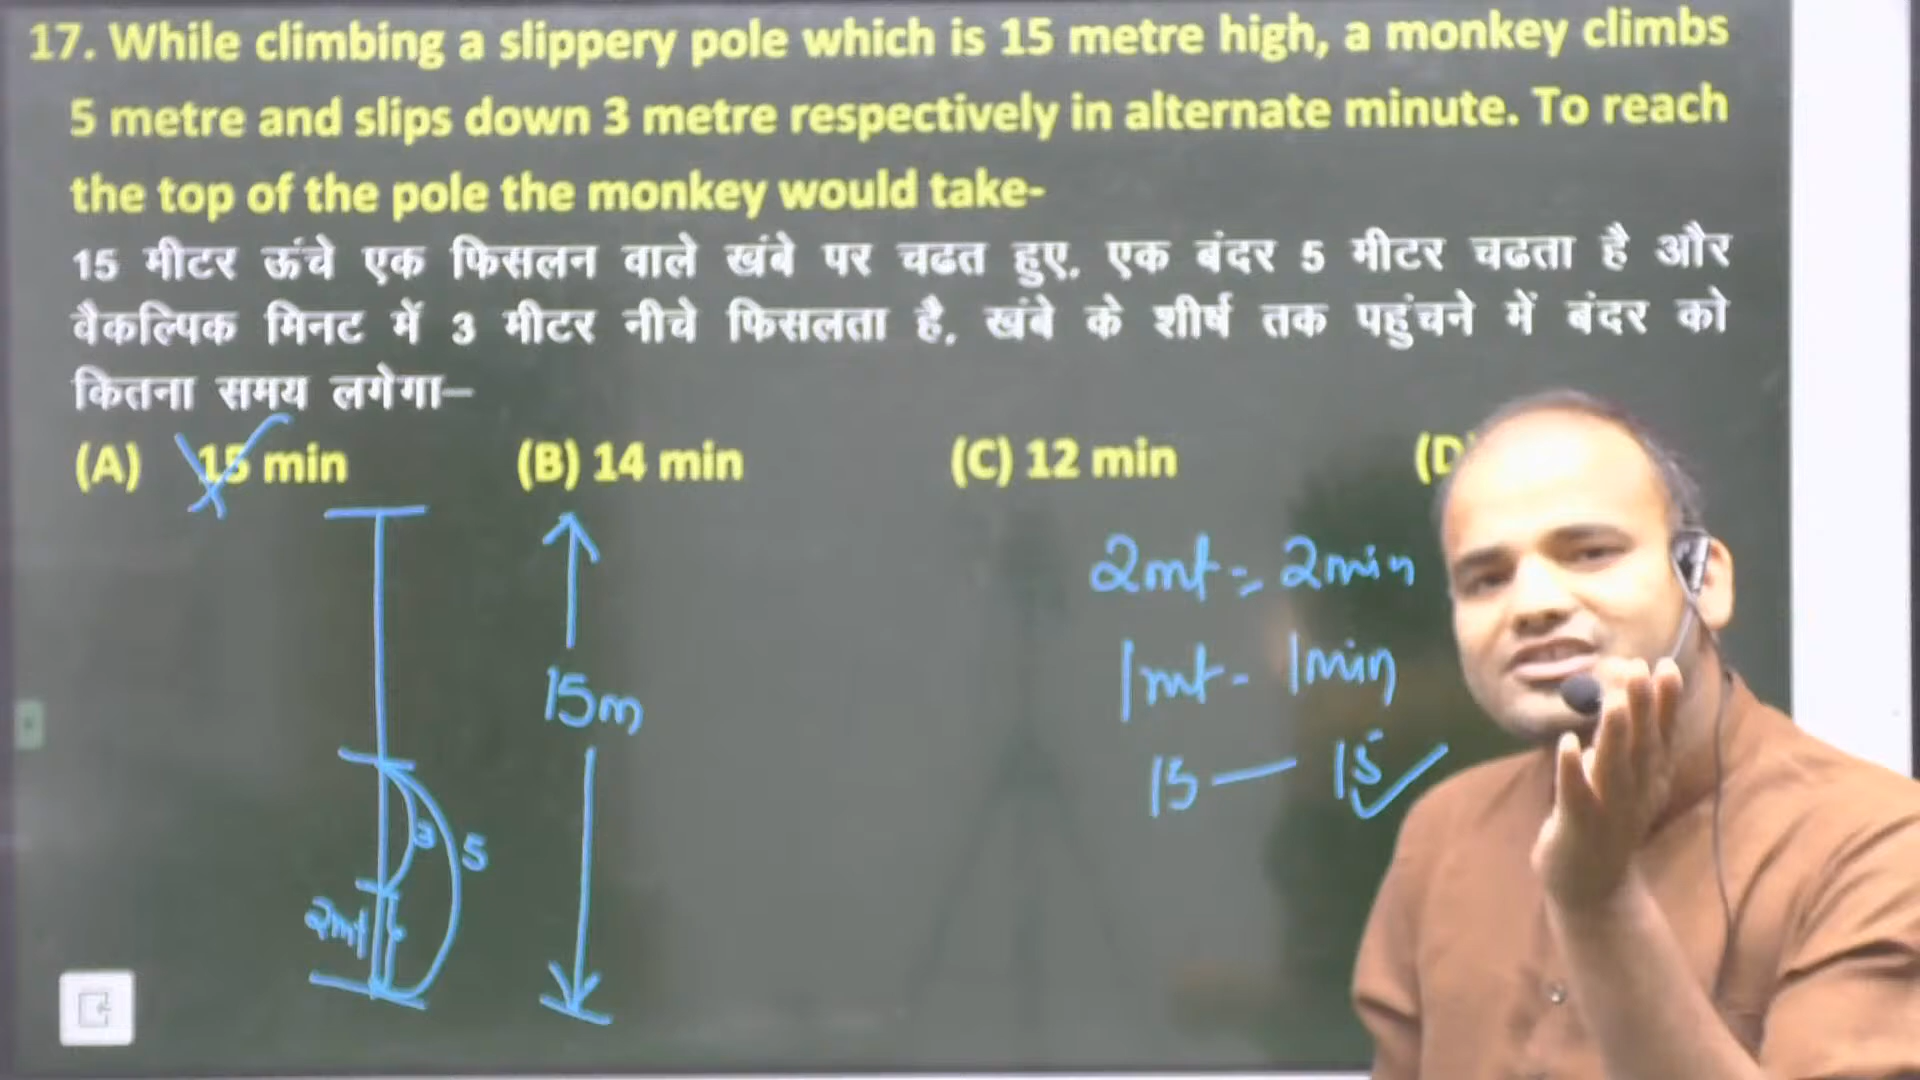 17. While climbing a slippery pole which is 15 metre high, a monkey climbs
5 metre and slips down 3 metre respectively in alternate minute. To reach
the top of the pole the monkey would take-
15 मीटर ऊंचे एक फिसलन वाले खंबे पर चढत हुए, एक बंदर 5 मीटर चढता है और
वैकल्पिक मिनट में 3 मीटर नीचे फिसलता है, खंबे के शीर्ष तक पहुंचने में बंदर को
कितना समय लगेगा–
(A) 15 min (B) 14 min (C) 12 min (D)
2mt = 2min
1mt - 1min
15m
15 — 15
3 5
2mt